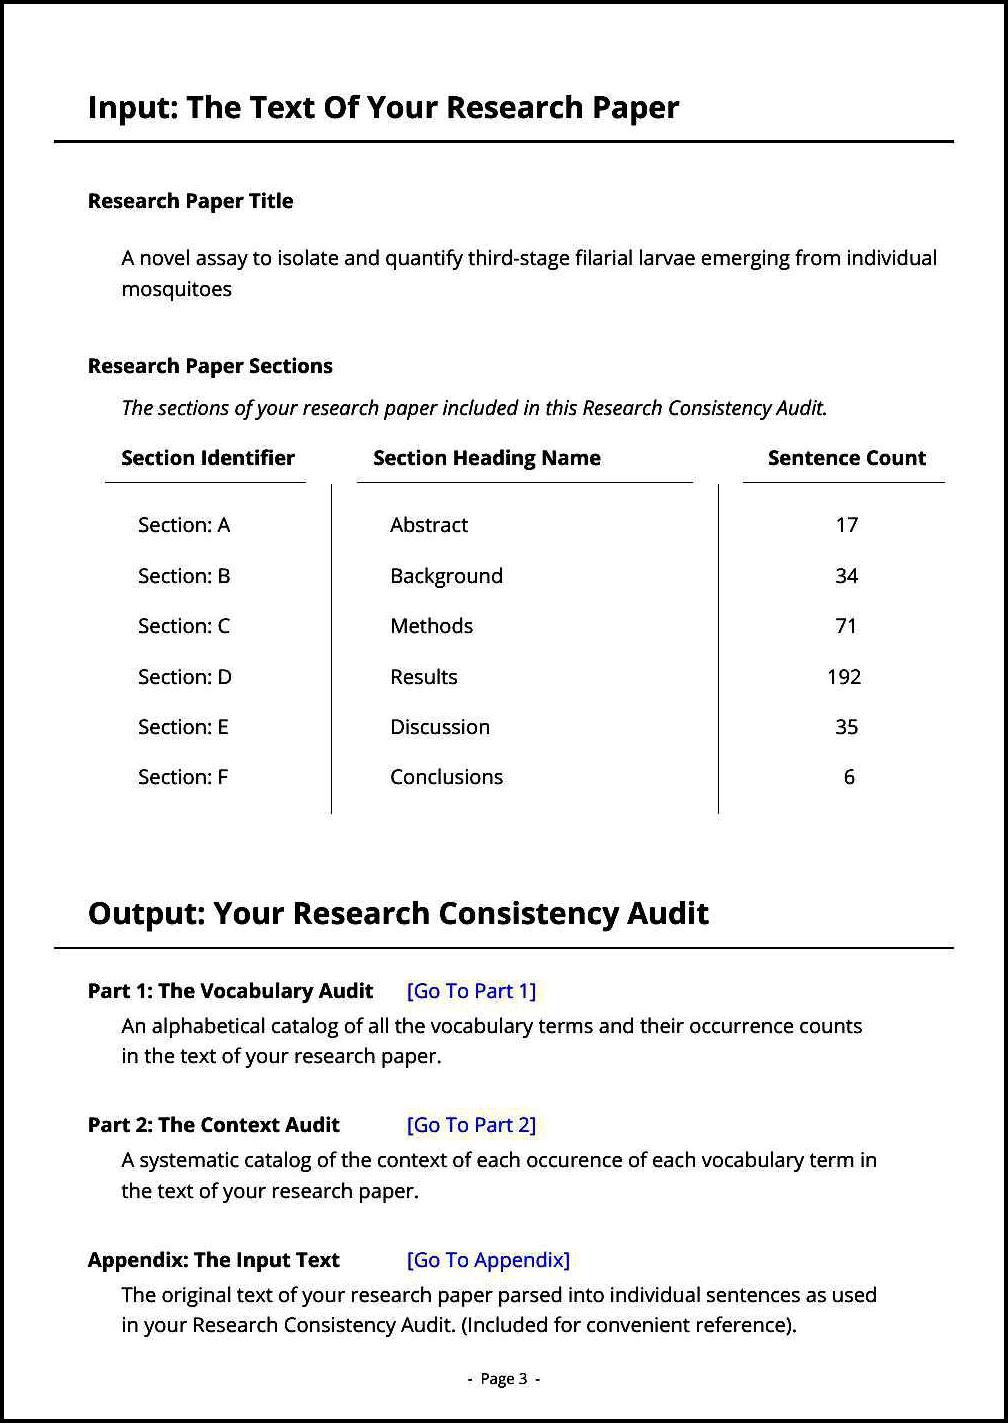 Input: The Text Of Your Research Paper
Research Paper Title
A novel assay to isolate and quantify third-stage filarial larvae emerging from individual
mosquitoes
Research Paper Sections
The sections of your research paper included in this Research Consistency Audit.
Section Identifier Section Heading Name Sentence Count
Section: A Abstract 17
Section: B Background 34
Section: C Methods 71
Section: D Results 192
Section: E Discussion 35
Section: F Conclusions 6
Output: Your Research Consistency Audit
Part 1: The Vocabulary Audit [Go To Part 1]
An alphabetical catalog of all the vocabulary terms and their occurrence counts
in the text of your research paper.
Part 2: The Context Audit [Go To Part 2]
A systematic catalog of the context of each occurence of each vocabulary term in
the text of your research paper.
Appendix: The Input Text [Go To Appendix]
The original text of your research paper parsed into individual sentences as used
in your Research Consistency Audit. (Included for convenient reference).
- Page 3 -